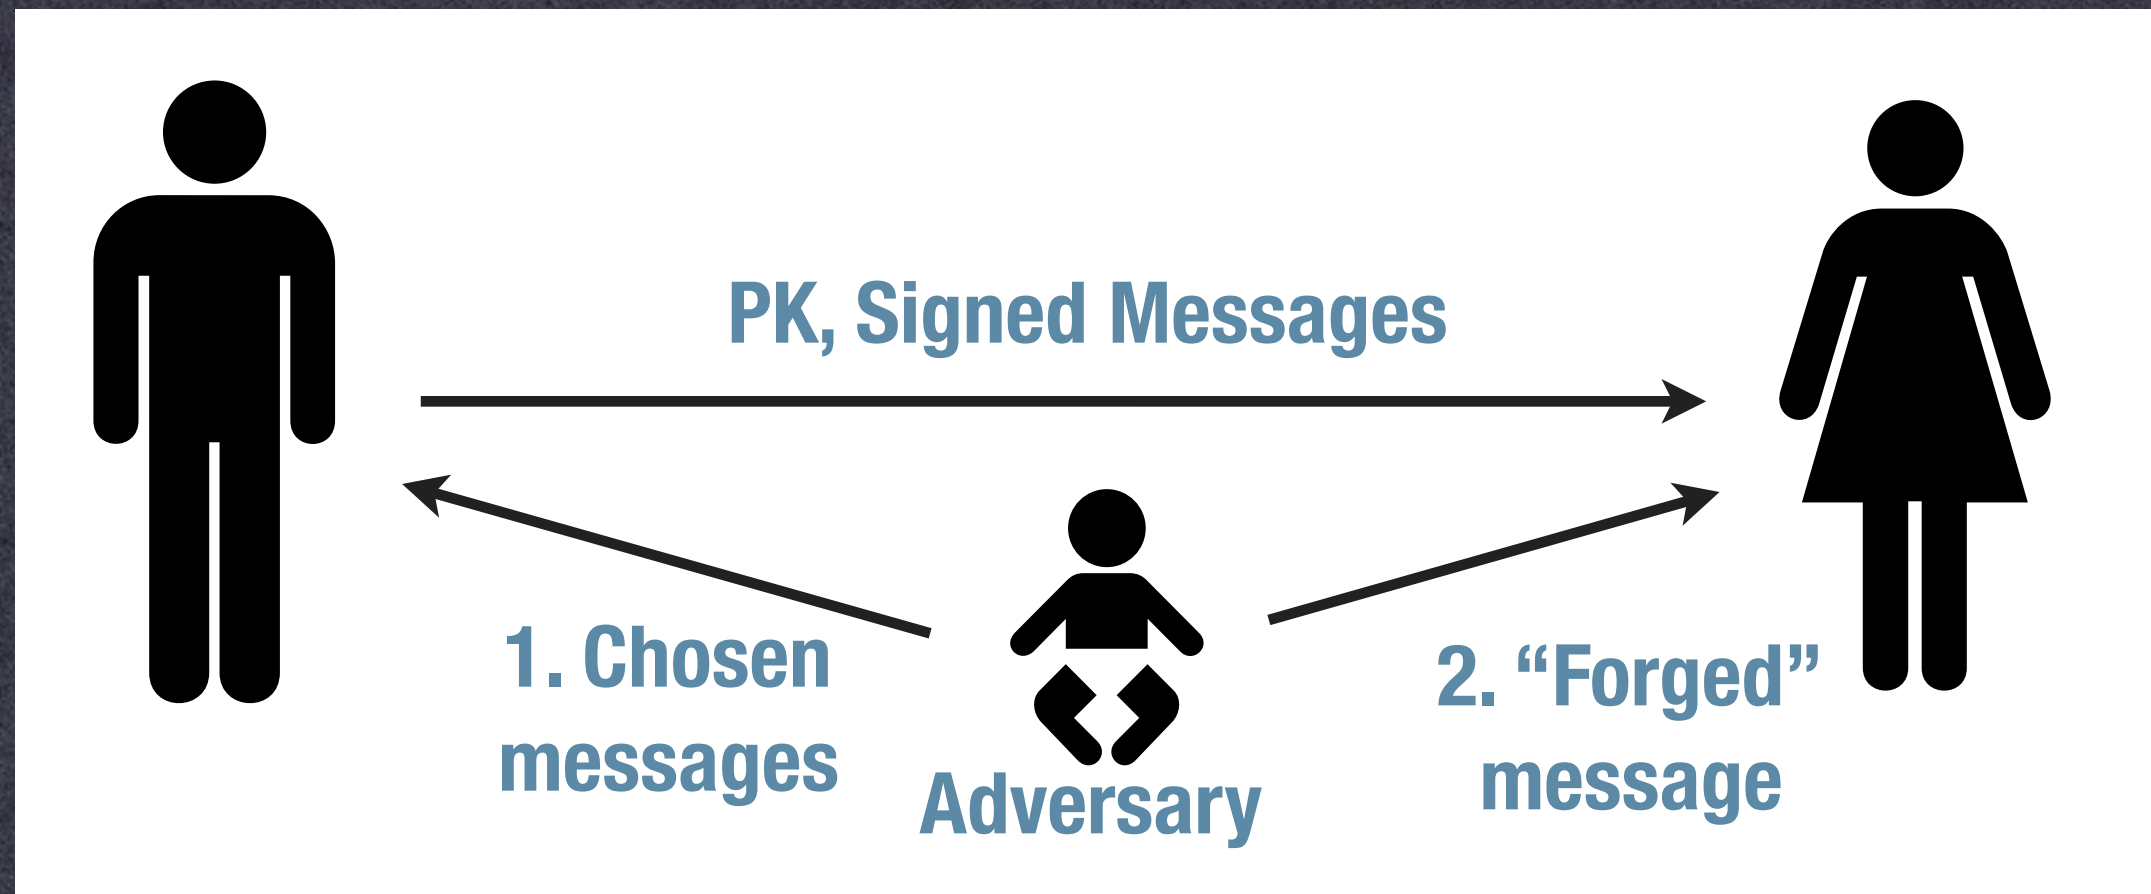 PK, Signed Messages
1. Chosen
messages
2. “Forged”
message
Adversary